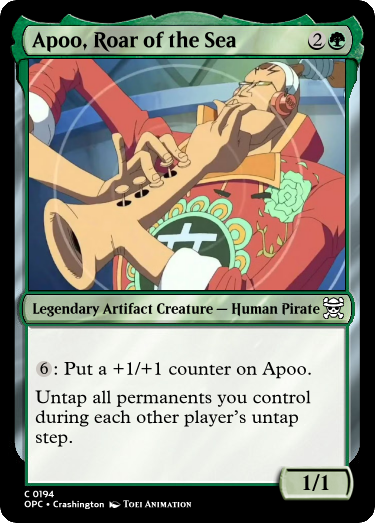 Apoo, Roar of the Sea 2
Legendary Artifact Creature — Human Pirate
6: Put a +1/+1 counter on Apoo.
Untap all permanents you control
during each other player's untap
step.
1/1
C 0194
OPC • Crashington Toei Animation